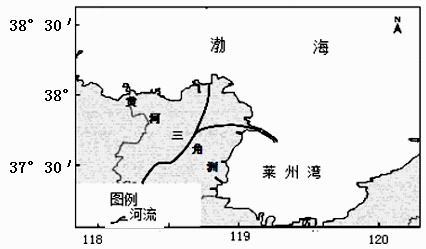 38° 30′
N
渤 海
38°
黄
河
三
角
洲
37° 30′
莱 州 湾
图例
河流
118 119 120